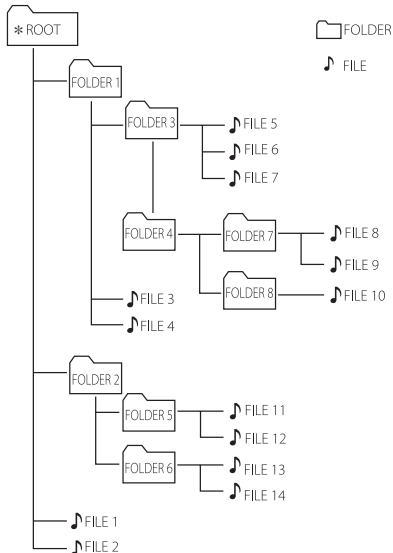 * ROOT
FOLDER
FILE
FOLDER 1
FOLDER 3
FILE 5
FILE 6
FILE 7
FOLDER 4
FOLDER 7
FILE 8
FILE 9
FOLDER 8
FILE 10
FILE 3
FILE 4
FOLDER 2
FOLDER 5
FILE 11
FILE 12
FOLDER 6
FILE 13
FILE 14
FILE 1
FILE 2